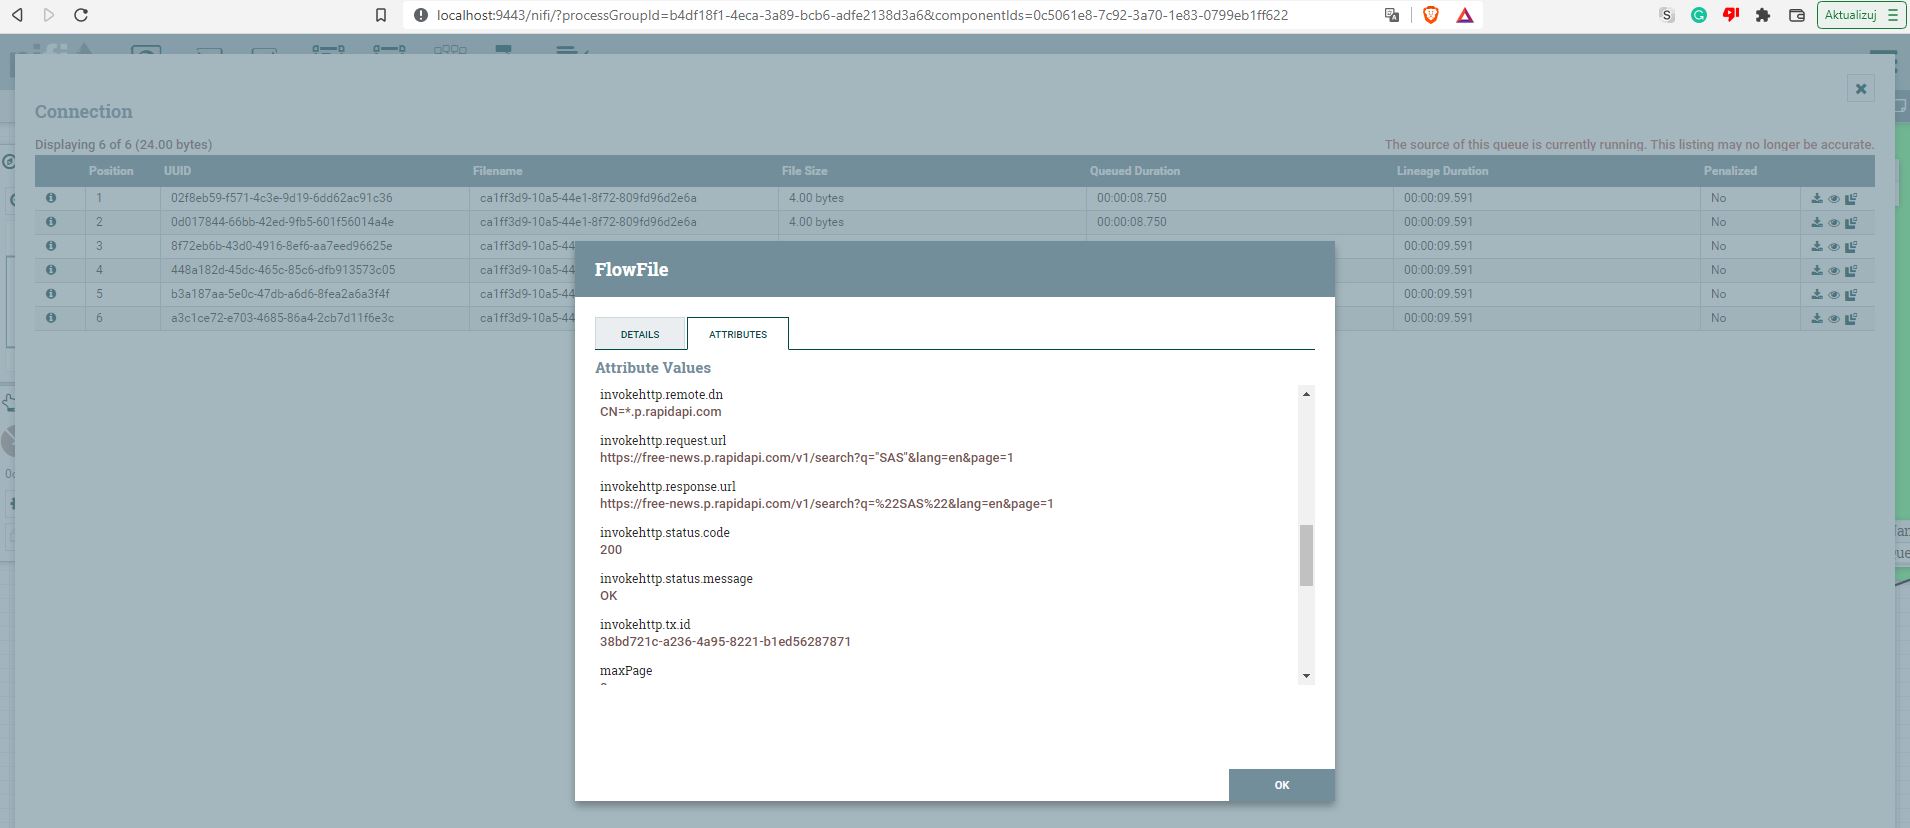 localhost:9443/nifi/?processGroupId=b4df18f1-4eca-3a89-bcb6-adfe2138d3a6&componentIds=0c5061e8-7c92-3a70-1e83-0799eb1ff622
S
Aktualizuj
Connection
Displaying 6 of 6 (24.00 bytes)
The source of this queue is currently running. This listing may no longer be accurate.
Position UUID Filename File Size Queued Duration Lineage Duration Penalized
1 02f8eb59-f571-4c3e-9d19-6dd62ac91c36 ca1ff3d9-10a5-44e1-8f72-809fd96d2e6a 4.00 bytes 00:00:08.750 00:00:09.591 No
2 0d017844-66bb-42ed-9fb5-601f56014a4e ca1ff3d9-10a5-44e1-8f72-809fd96d2e6a 4.00 bytes 00:00:08.750 00:00:09.591 No
3 8f72eb6b-43d0-4916-8ef6-aa7eed96625e ca1ff3d9-10a5-44 00:00:09.591 No
4 448a182d-45dc-465c-85c6-dfb913573c05 ca1ff3d9-10a5-44 00:00:09.591 No
5 b3a187aa-5e0c-47db-a6d6-8fea2a6a3f4f ca1ff3d9-10a5-44 00:00:09.591 No
6 a3c1ce72-e703-4685-86a4-2cb7d11f6e3c ca1ff3d9-10a5-44 00:00:09.591 No
FlowFile
DETAILS ATTRIBUTES
Attribute Values
invokehttp.remote.dn
CN=*.p.rapidapi.com
invokehttp.request.url
https://free-news.p.rapidapi.com/v1/search?q="SAS"&lang=en&page=1
invokehttp.response.url
https://free-news.p.rapidapi.com/v1/search?q=%22SAS%22&lang=en&page=1
invokehttp.status.code
200
invokehttp.status.message
OK
invokehttp.tx.id
38bd721c-a236-4a95-8221-b1ed56287871
maxPage
OK